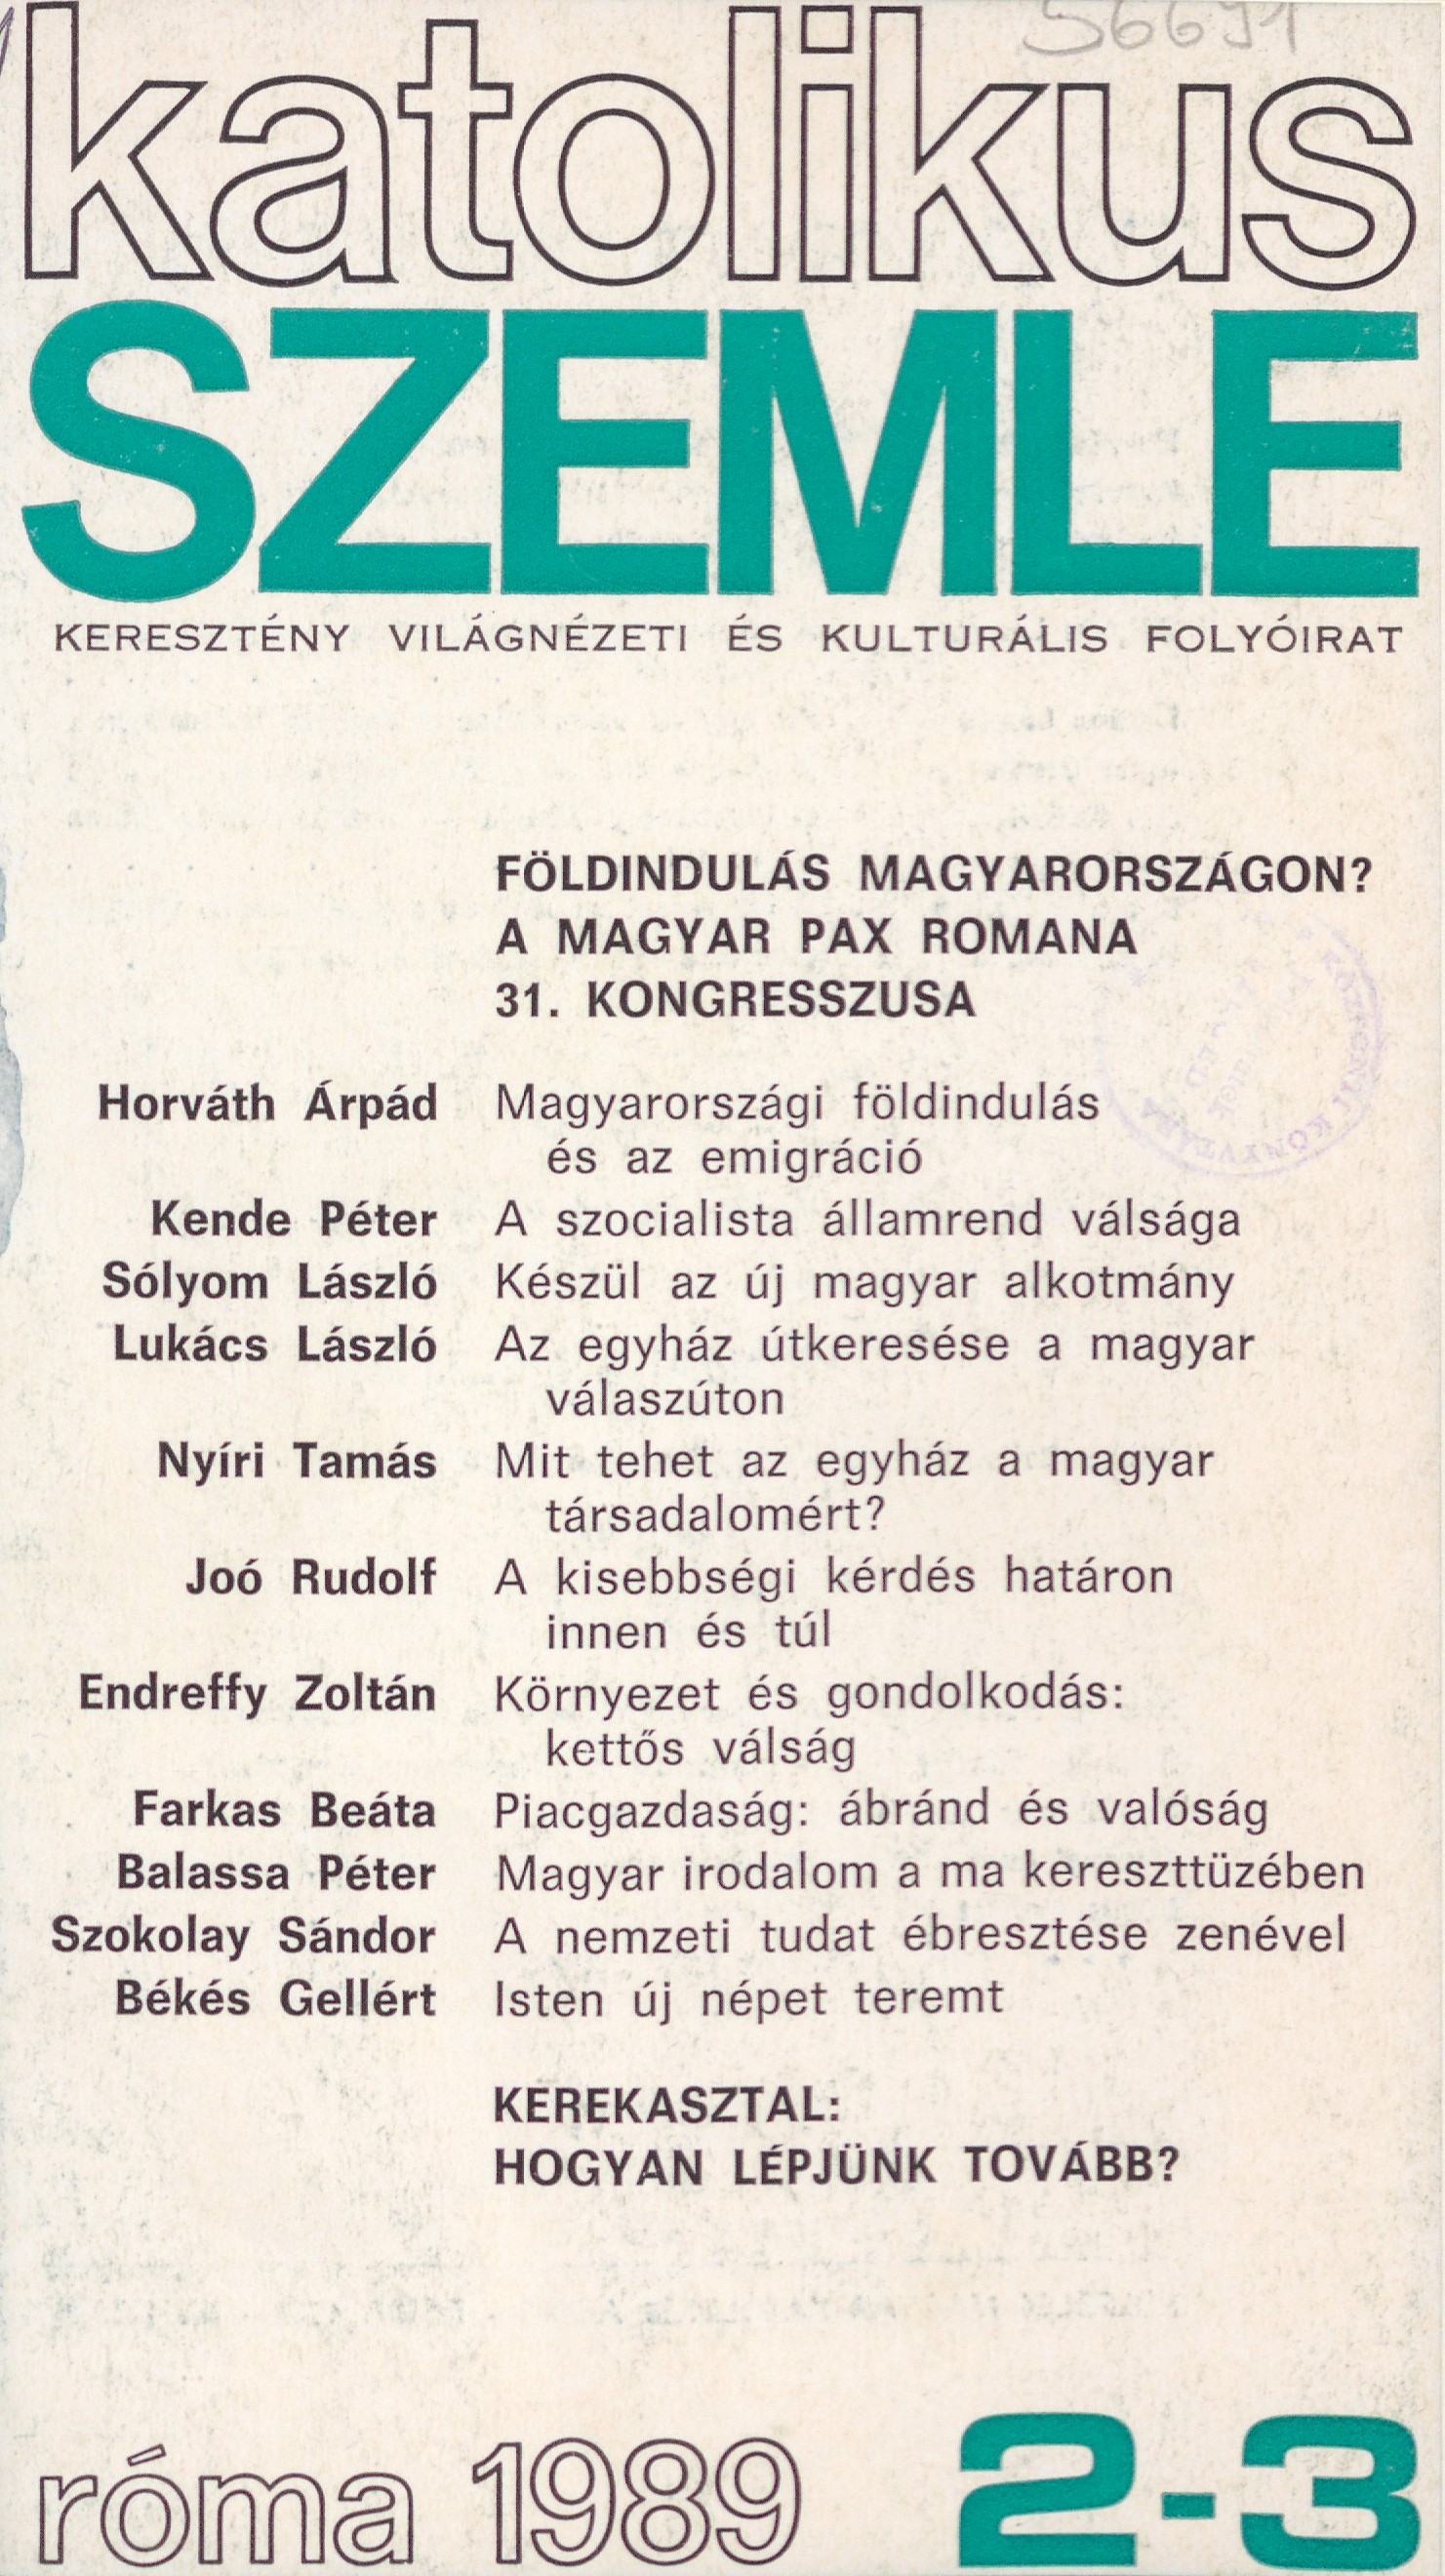 56691
katolikus
SZEMLE
KERESZTÉNY VILÁGNÉZETI ÉS KULTURÁLIS FOLYÓIRAT
FÖLDINDULÁS MAGYARORSZÁGON?
A MAGYAR PAX ROMANA
31. KONGRESSZUSA
Horváth Árpád Magyarországi földindulás
és az emigráció
Kende Péter A szocialista államrend válsága
Sólyom László Készül az új magyar alkotmány
Lukács László Az egyház útkeresése a magyar
válaszúton
Nyíri Tamás Mit tehet az egyház a magyar
társadalomért?
Joó Rudolf A kisebbségi kérdés határon
innen és túl
Endreffy Zoltán Környezet és gondolkodás:
kettős válság
Farkas Beáta Piacgazdaság: ábránd és valóság
Balassa Péter Magyar irodalom a ma kereszttüzében
Szokolay Sándor A nemzeti tudat ébresztése zenével
Békés Gellért Isten új népet teremt
KEREKASZTAL:
HOGYAN LÉPJÜNK TOVÁBB?
róma 1989 2-3